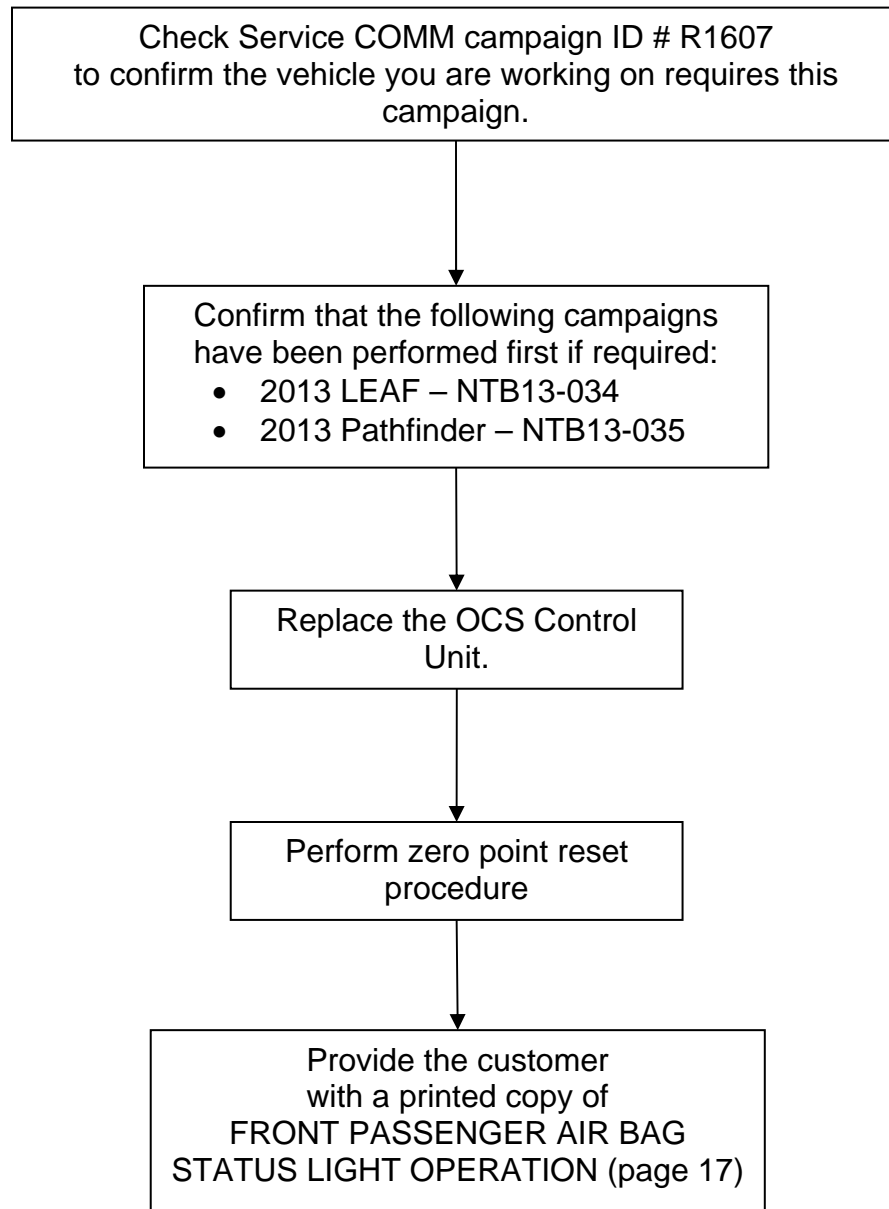 Check Service COMM campaign ID # R1607
to confirm the vehicle you are working on requires this
campaign.
Confirm that the following campaigns
have been performed first if required:
• 2013 LEAF – NTB13-034
• 2013 Pathfinder – NTB13-035
Replace the OCS Control
Unit.
Perform zero point reset
procedure
Provide the customer
with a printed copy of
FRONT PASSENGER AIR BAG
STATUS LIGHT OPERATION (page 17)